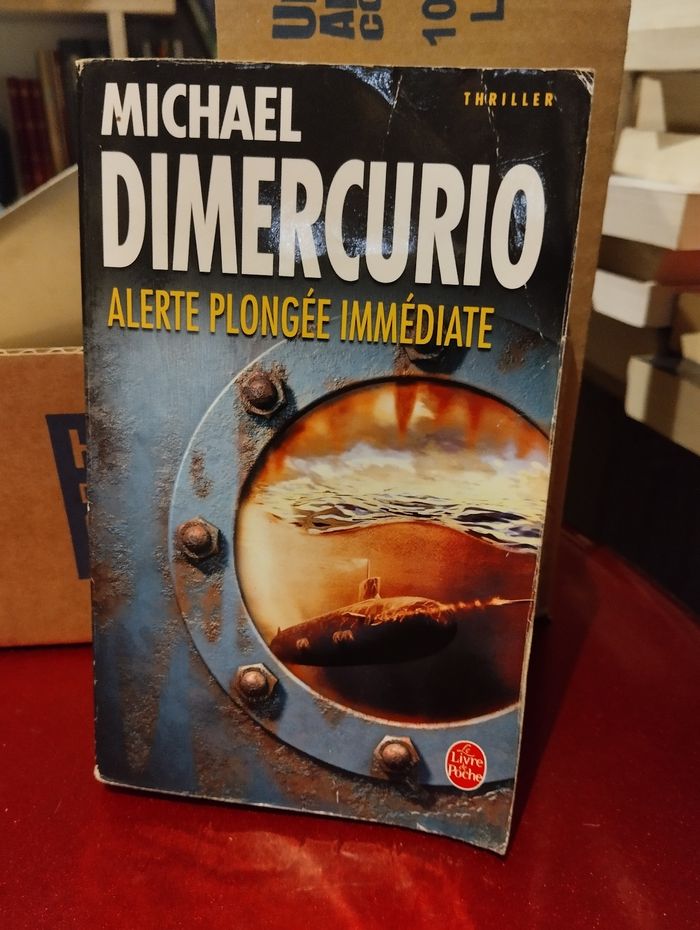 MICHAEL
THRILLER
DIMERCURIO
ALERTE PLONGÉE IMMÉDIATE
Le
Livre
de
Poche